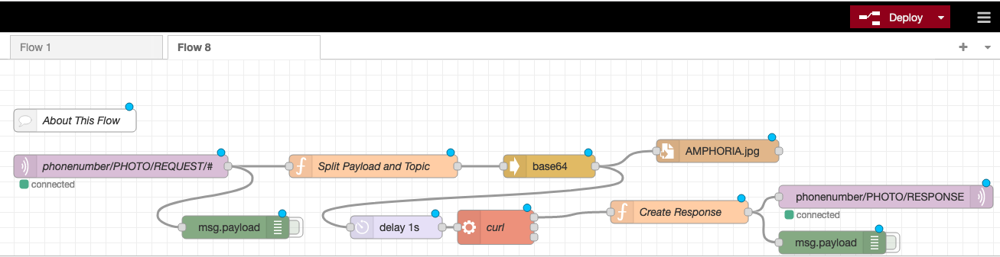 Deploy
Flow 1
Flow 8
About This Flow
phonenumber/PHOTO/REQUEST/#
connected
Split Payload and Topic
base64
AMPHORIA.jpg
msg.payload
delay 1s
curl
Create Response
phonenumber/PHOTO/RESPONSE
connected
msg.payload